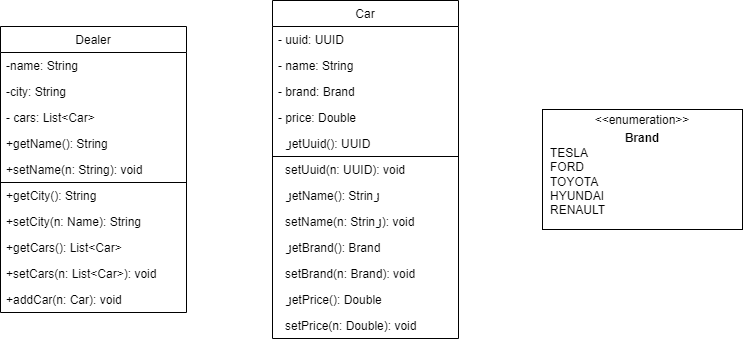 Dealer
-name: String
-city: String
- cars: List<Car>
+getName(): String
+setName(n: String): void
+getCity(): String
+setCity(n: Name): String
+getCars(): List<Car>
+setCars(n: List<Car>): void
+addCar(n: Car): void
Car
- uuid: UUID
- name: String
- brand: Brand
- price: Double
getUuid(): UUID
setUuid(n: UUID): void
getName(): String
setName(n: String): void
getBrand(): Brand
setBrand(n: Brand): void
getPrice(): Double
setPrice(n: Double): void
<<enumeration>>
Brand
TESLA
FORD
TOYOTA
HYUNDAI
RENAULT